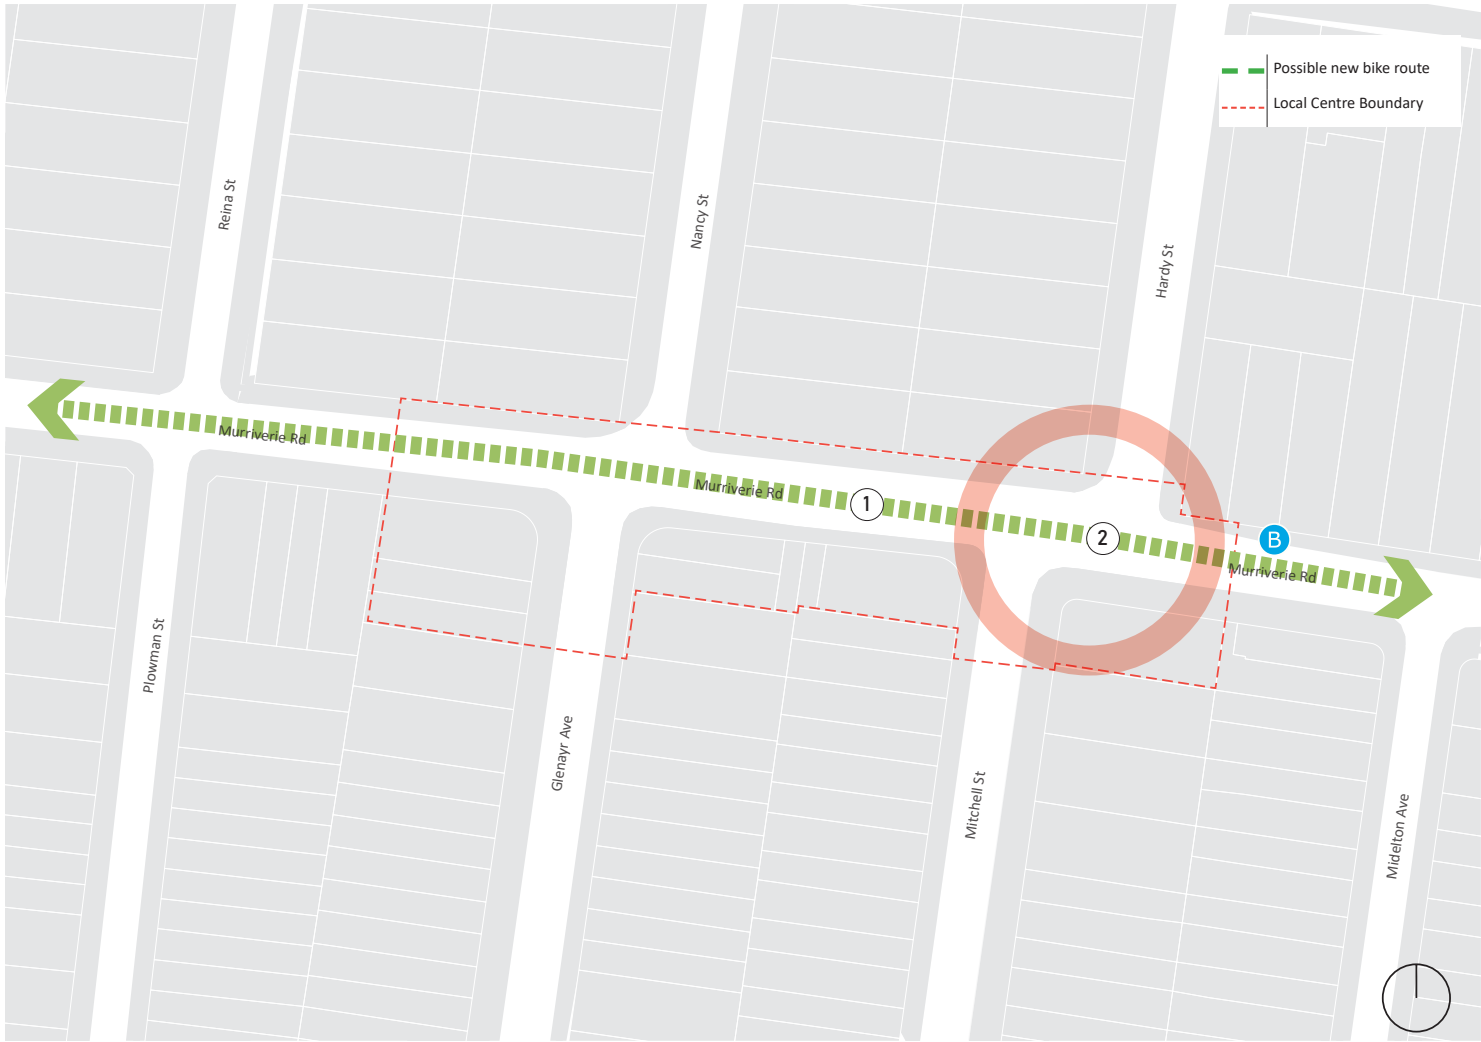 Possible new bike route
Local Centre Boundary
Reina St
Nancy St
Hardy St
Murriverie Rd
Murriverie Rd
1
2
B
Murriverie Rd
Plowman St
Glenayr Ave
Mitchell St
Midelton Ave